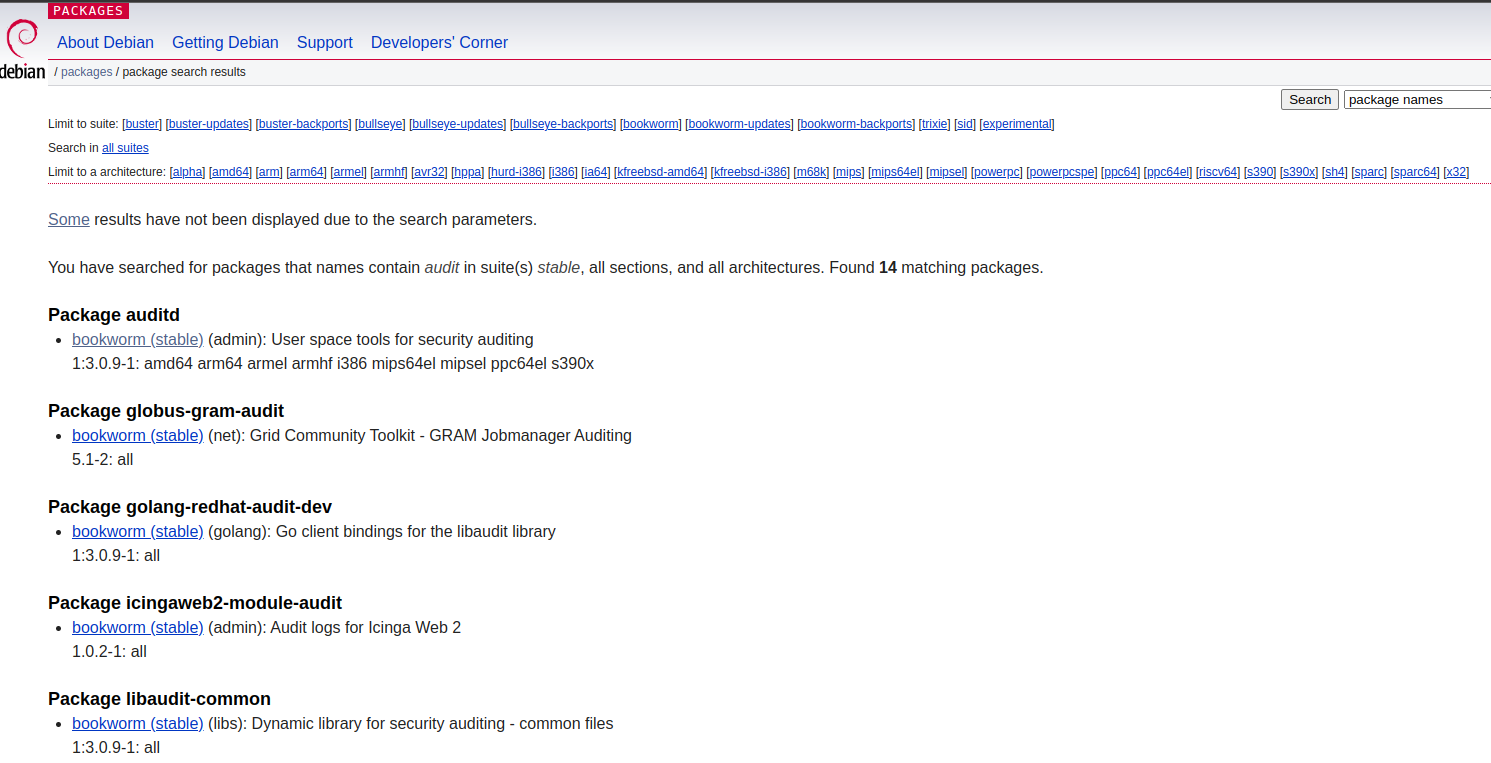 PACKAGES
About Debian Getting Debian Support Developers' Corner
debian / packages / package search results
Search package names
Limit to suite: [buster] [buster-updates] [buster-backports] [bullseye] [bullseye-updates] [bullseye-backports] [bookworm] [bookworm-updates] [bookworm-backports] [trixie] [sid] [experimental]
Search in all suites
Limit to a architecture: [alpha] [amd64] [arm] [arm64] [armel] [armhf] [avr32] [hppa] [hurd-i386] [i386] [ia64] [kfreebsd-amd64] [kfreebsd-i386] [m68k] [mips] [mips64el] [mipsel] [powerpc] [powerpcspe] [ppc64] [ppc64el] [riscv64] [s390] [s390x] [sh4] [sparc] [sparc64] [x32]
Some results have not been displayed due to the search parameters.
You have searched for packages that names contain audit in suite(s) stable, all sections, and all architectures. Found 14 matching packages.
Package auditd
• bookworm (stable) (admin): User space tools for security auditing
1:3.0.9-1: amd64 arm64 armel armhf i386 mips64el mipsel ppc64el s390x
Package globus-gram-audit
• bookworm (stable) (net): Grid Community Toolkit - GRAM Jobmanager Auditing
5.1-2: all
Package golang-redhat-audit-dev
• bookworm (stable) (golang): Go client bindings for the libaudit library
1:3.0.9-1: all
Package icingaweb2-module-audit
• bookworm (stable) (admin): Audit logs for Icinga Web 2
1.0.2-1: all
Package libaudit-common
• bookworm (stable) (libs): Dynamic library for security auditing - common files
1:3.0.9-1: all